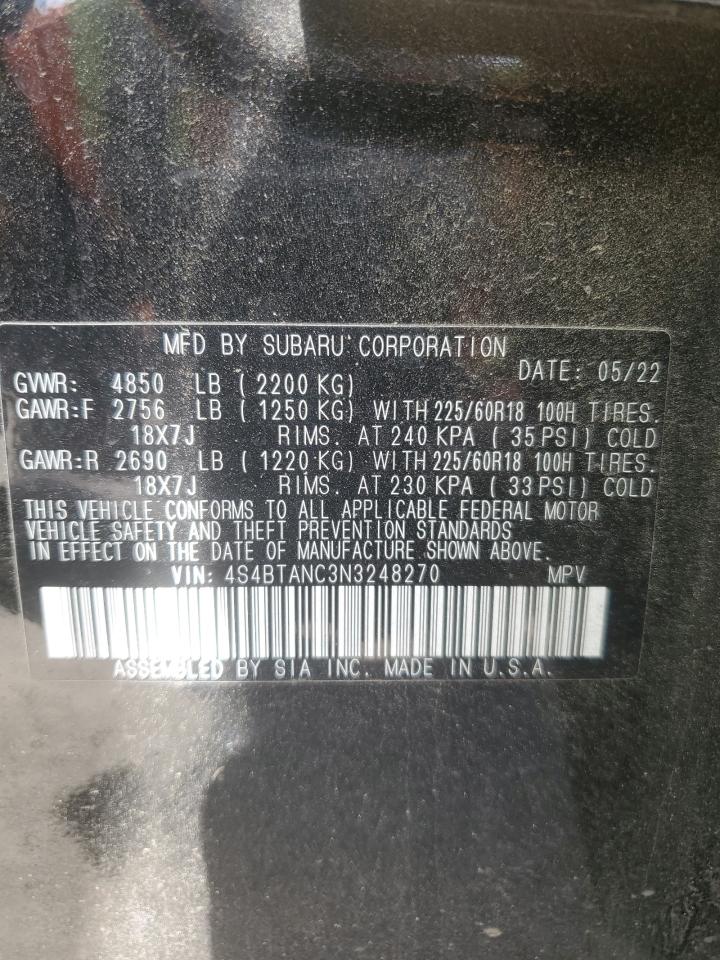 MFD BY SUBARU CORPORATION
DATE: 05/22
GVWR: 4850 LB ( 2200 KG)
GAWR:F 2756 LB ( 1250 KG) WITH 225/60R18 100H TIRES.
18X7J RIMS. AT 240 KPA ( 35 PSI) COLD
GAWR:R 2690 LB ( 1220 KG) WITH 225/60R18 100H TIRES.
18X7J RIMS. AT 230 KPA ( 33 PSI) COLD
THIS VEHICLE CONFORMS TO ALL APPLICABLE FEDERAL MOTOR
VEHICLE SAFETY AND THEFT PREVENTION STANDARDS
IN EFFECT ON THE DATE OF MANUFACTURE SHOWN ABOVE.
VIN: 4S4BTANC3N3248270 MPV
ASSEMBLED BY SIA INC. MADE IN U.S.A.